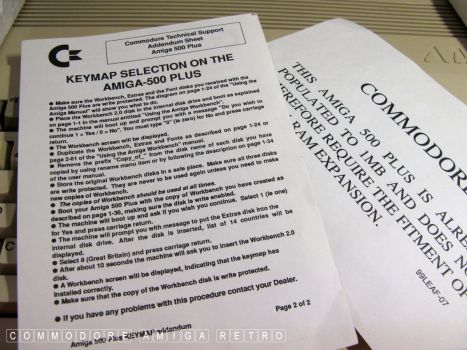 Commodore Technical Support
Addendum Sheet
Amiga 500 Plus
KEYMAP SELECTION ON THE
AMIGA-500 PLUS
● Make sure the Workbench, Extras and the Font disks you received with the
Amiga 500 Plus are write protected. The diagram on page 1-24 of the "Using the
Amiga Manual" will show you what to do.
● Place the Workbench 2.0 disk in the internal disk drive and boot as explained
on page 1-1 in the manual entitled "Using the Amiga Workbench".
● The machine will boot up and prompt you with a message "Do you wish to
continue 1 = Yes / 0 = No". You must type "0" (ie zero) for No and press carriage
return.
● The Workbench screen will be displayed.
● Duplicate the Workbench, Extras and Fonts as described on page 1-24 or
page 2-61 of the "Using the Amiga Workbench" manual.
● Remove the prefix "Copy_of_" from the disk names of each disk you have
copied by using rename menu item or by following the description on page 1-34
of the user manual.
● Store the original Workbench disks in a safe place. Make sure all three disks
are write protected. They are never to be used again unless you need to make
new copies.
● The copies of Workbench should be used at all times.
● Boot your Amiga 500 Plus with the copy of Workbench you have created as
described on page 1-36, making sure the disk is write enabled.
● The machine will boot up and ask if you wish to continue. Select 1 (ie one)
for Yes and press carriage return.
● The machine will prompt you with message to put the Extras disk into the
internal disk drive. After the disk is inserted, list of 14 countries will be
displayed.
● Select 8 (Great Britain) and press carriage return.
● After about 10 seconds the machine will ask you to insert the Workbench 2.0
disk.
● A Workbench screen will be displayed, indicating that the keymap has
installed correctly.
● Make sure that the copy of the Workbench disk is write protected.
● If you have any problems with this procedure contact your Dealer.
Amiga 500 Plus KEYMAP addendum
Page 2 of 2
COMMODORE
THIS AMIGA 500 PLUS IS ALR
POPULATED TO 1MB AND DOES N
THEREFORE REQUIRE THE FITMENT OF
RAM EXPANSION.
99LEAF-07
COMMODORE AMIGA RETRO